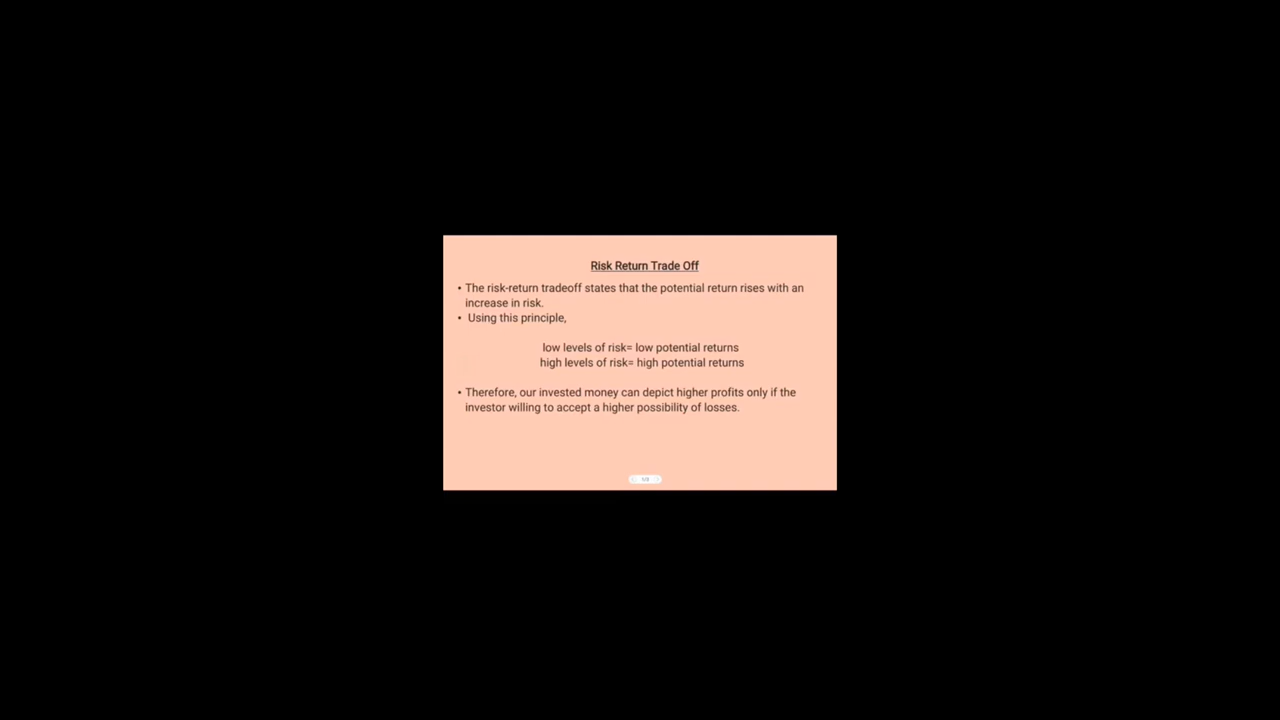 Risk Return Trade Off
• The risk-return tradeoff states that the potential return rises with an
increase in risk.
• Using this principle,
low levels of risk= low potential returns
high levels of risk= high potential returns
• Therefore, our invested money can depict higher profits only if the
investor willing to accept a higher possibility of losses.